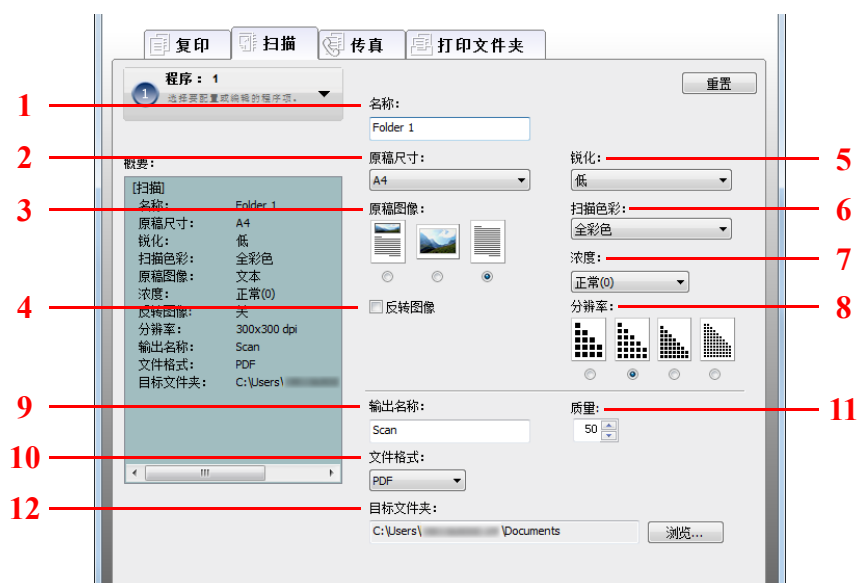 复印 扫描 传真 打印文件夹
1 程序：1
选择要配置或编辑的程序项。
重置
1 名称：
Folder 1
2 原稿尺寸：
A4
锐化： 5
低
概要：
[扫描]
名称： Folder 1
原稿尺寸： A4
锐化： 低
扫描色彩： 全彩色
原稿图像： 文本
浓度： 正常(0)
反转图像： 关
分辨率： 300x300 dpi
输出名称： Scan
文件格式： PDF
目标文件夹： C:\Users\
3 原稿图像：
扫描色彩： 6
全彩色
浓度： 7
正常(0)
4 反转图像
分辨率： 8
9 输出名称：
Scan
质量： 11
50
10 文件格式：
PDF
12 目标文件夹：
C:\Users\ \Documents
浏览...